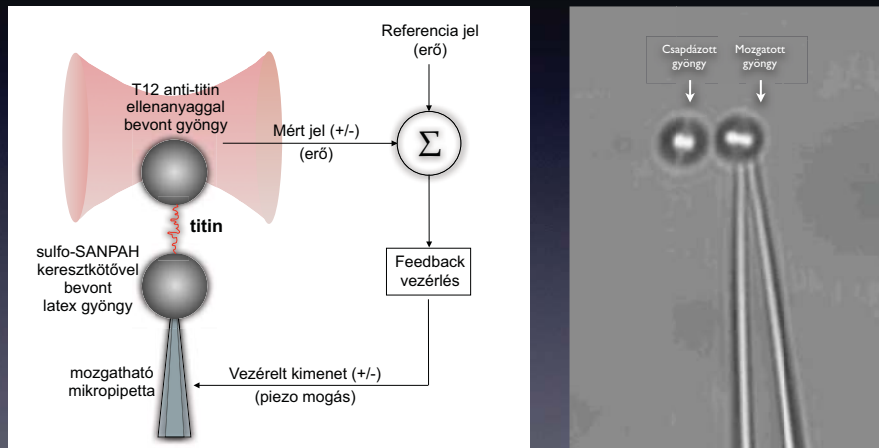 Referencia jel
(erő)
T12 anti-titin
ellenanyaggal
bevont gyöngy
Mért jel (+/-)
(erő)
Σ
titin
sulfo-SANPAH
keresztkötővel
bevont
latex gyöngy
Feedback
vezérlés
mozgatható
mikropipetta
Vezérelt kimenet (+/-)
(piezo mogás)
Csapdázott
gyöngy
Mozgatott
gyöngy